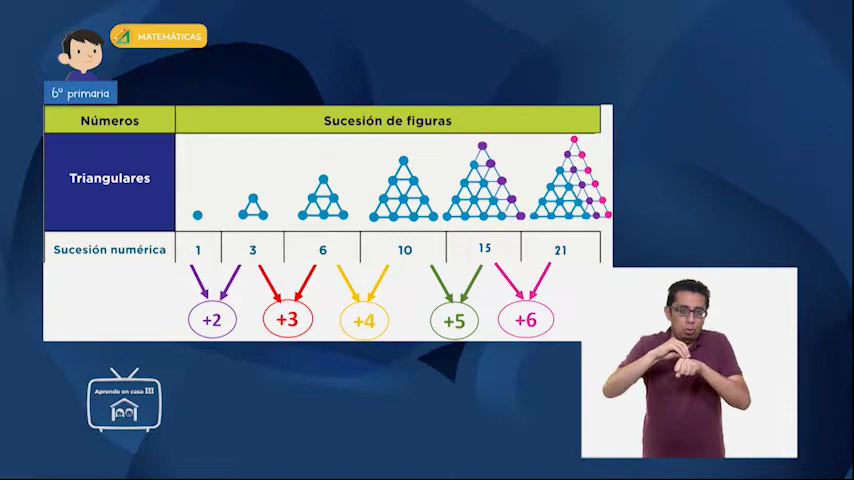 MATEMÁTICAS
6º primaria
Números Sucesión de figuras
Triangulares
Sucesión numérica 1 3 6 10 15 21
+2 +3 +4 +5 +6
Aprende en casa III